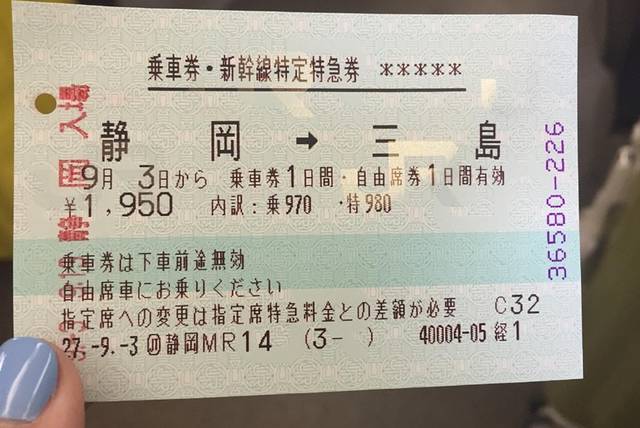 乗車券・新幹線特定特急券 *****
静岡 → 三島
9月 3日から 乗車券1日間・自由席券1日間有効
¥1,950 内訳:乗970 ・特980
乗車券は下車前途無効
自由席車にお乗りください
指定席への変更は指定席特急料金との差額が必要 C32
27.-9.-3 静岡MR14 (3- ) 40004-05 経1
36580-226
静岡 入場